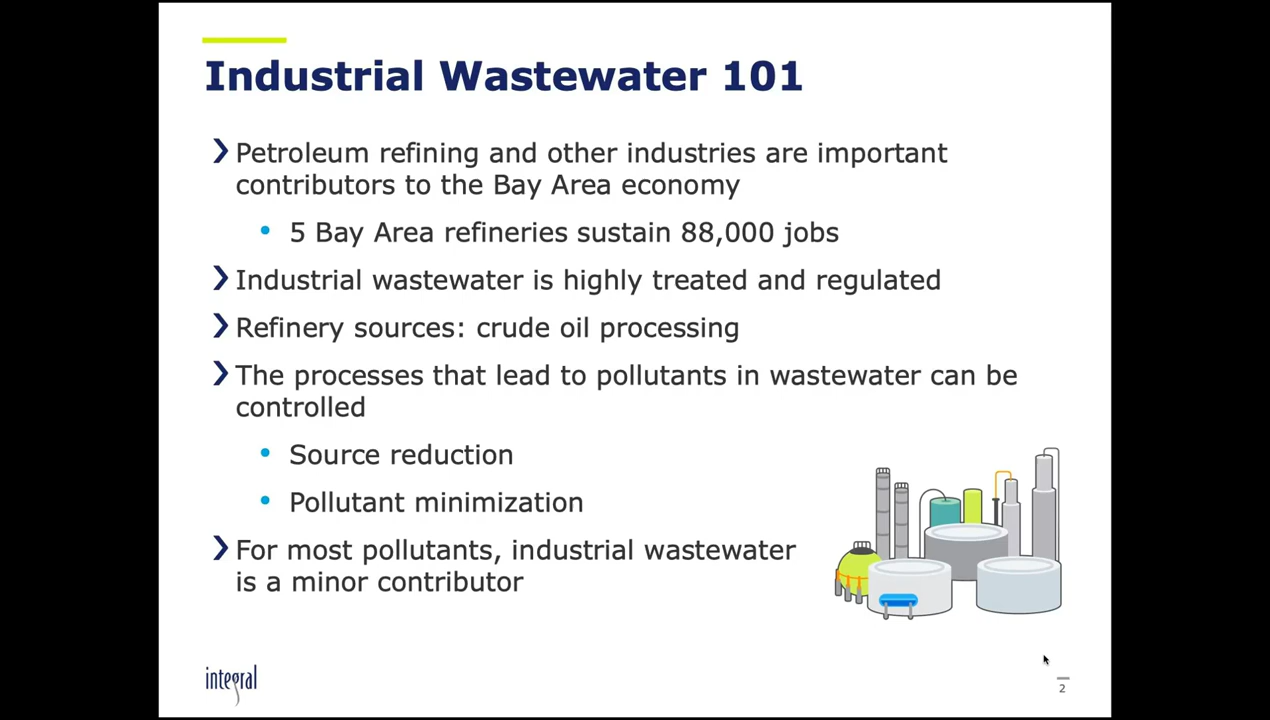 Industrial Wastewater 101
Petroleum refining and other industries are important
contributors to the Bay Area economy
5 Bay Area refineries sustain 88,000 jobs
Industrial wastewater is highly treated and regulated
Refinery sources: crude oil processing
The processes that lead to pollutants in wastewater can be
controlled
Source reduction
Pollutant minimization
For most pollutants, industrial wastewater
is a minor contributor
integral
2